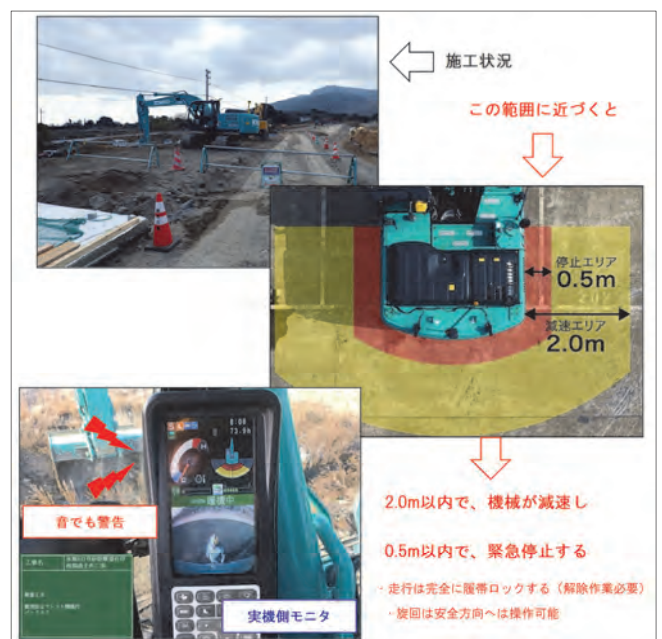 施工状況
この範囲に近づくと
停止エリア
0.5m
減速エリア
2.0m
音でも警告
工事名
実機側モニタ
2.0m以内で、機械が減速し
0.5m以内で、緊急停止する
・走行は完全に履帯ロックする（解除作業必要）
・旋回は安全方向へは操作可能